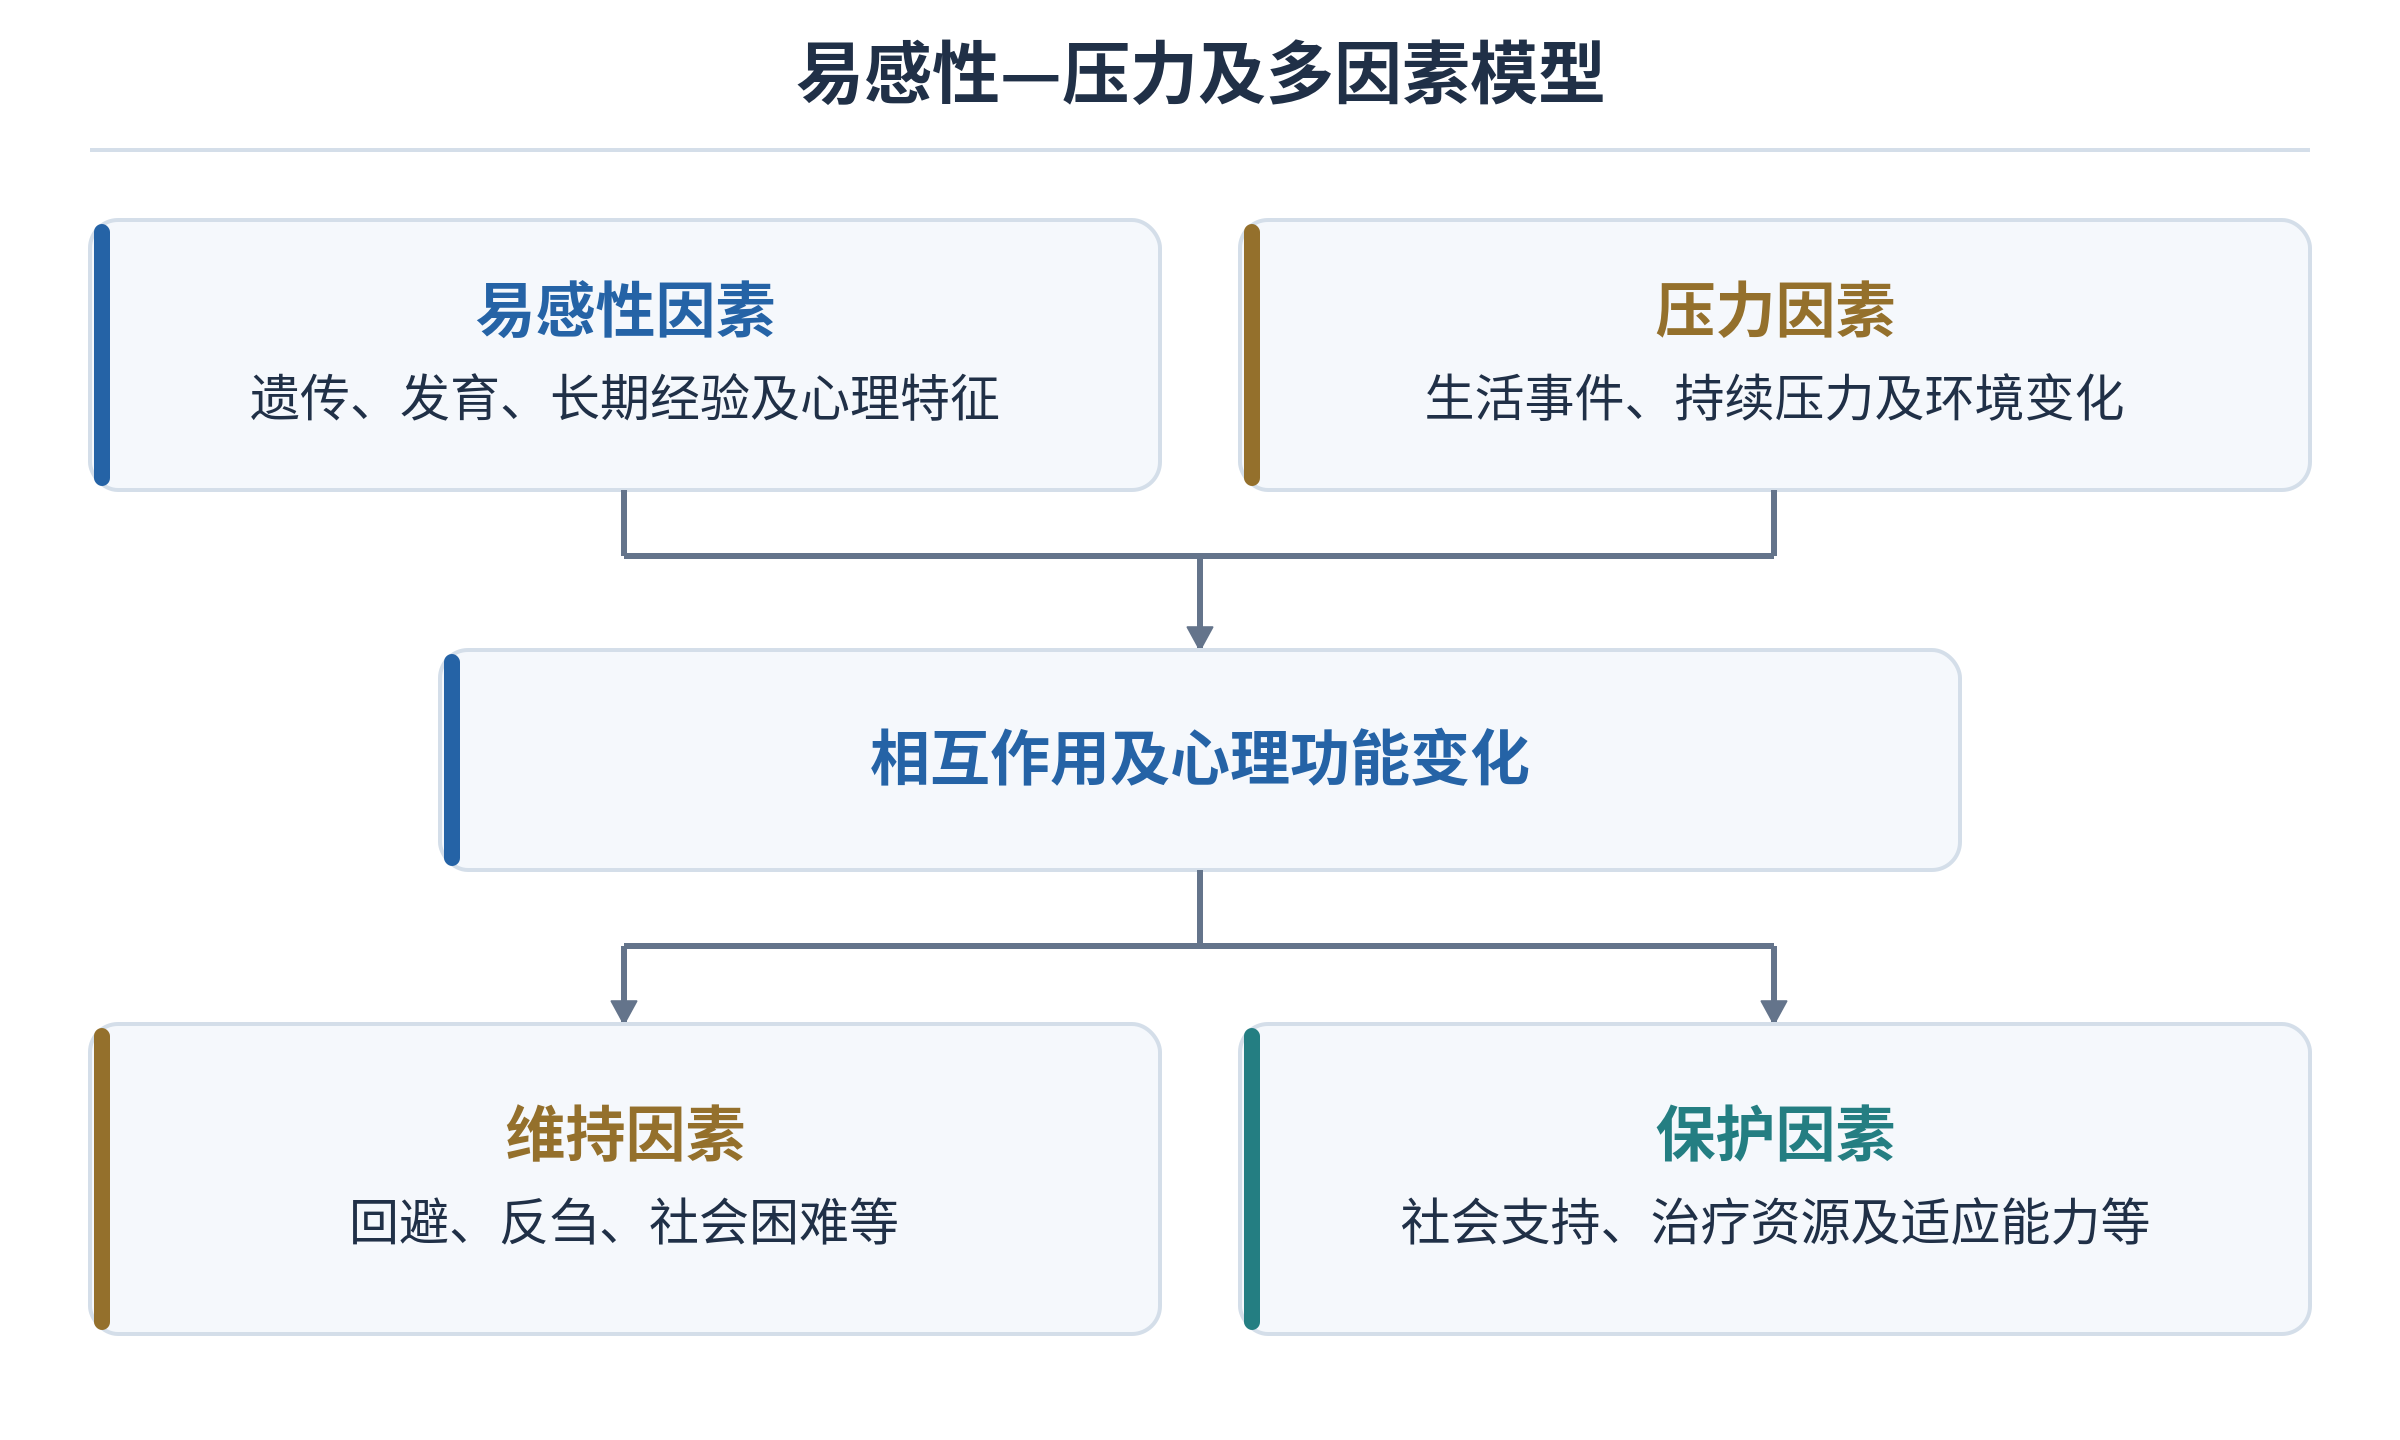 易感性—压力及多因素模型
易感性因素
遗传、发育、长期经验及心理特征
压力因素
生活事件、持续压力及环境变化
相互作用及心理功能变化
维持因素
回避、反刍、社会困难等
保护因素
社会支持、治疗资源及适应能力等